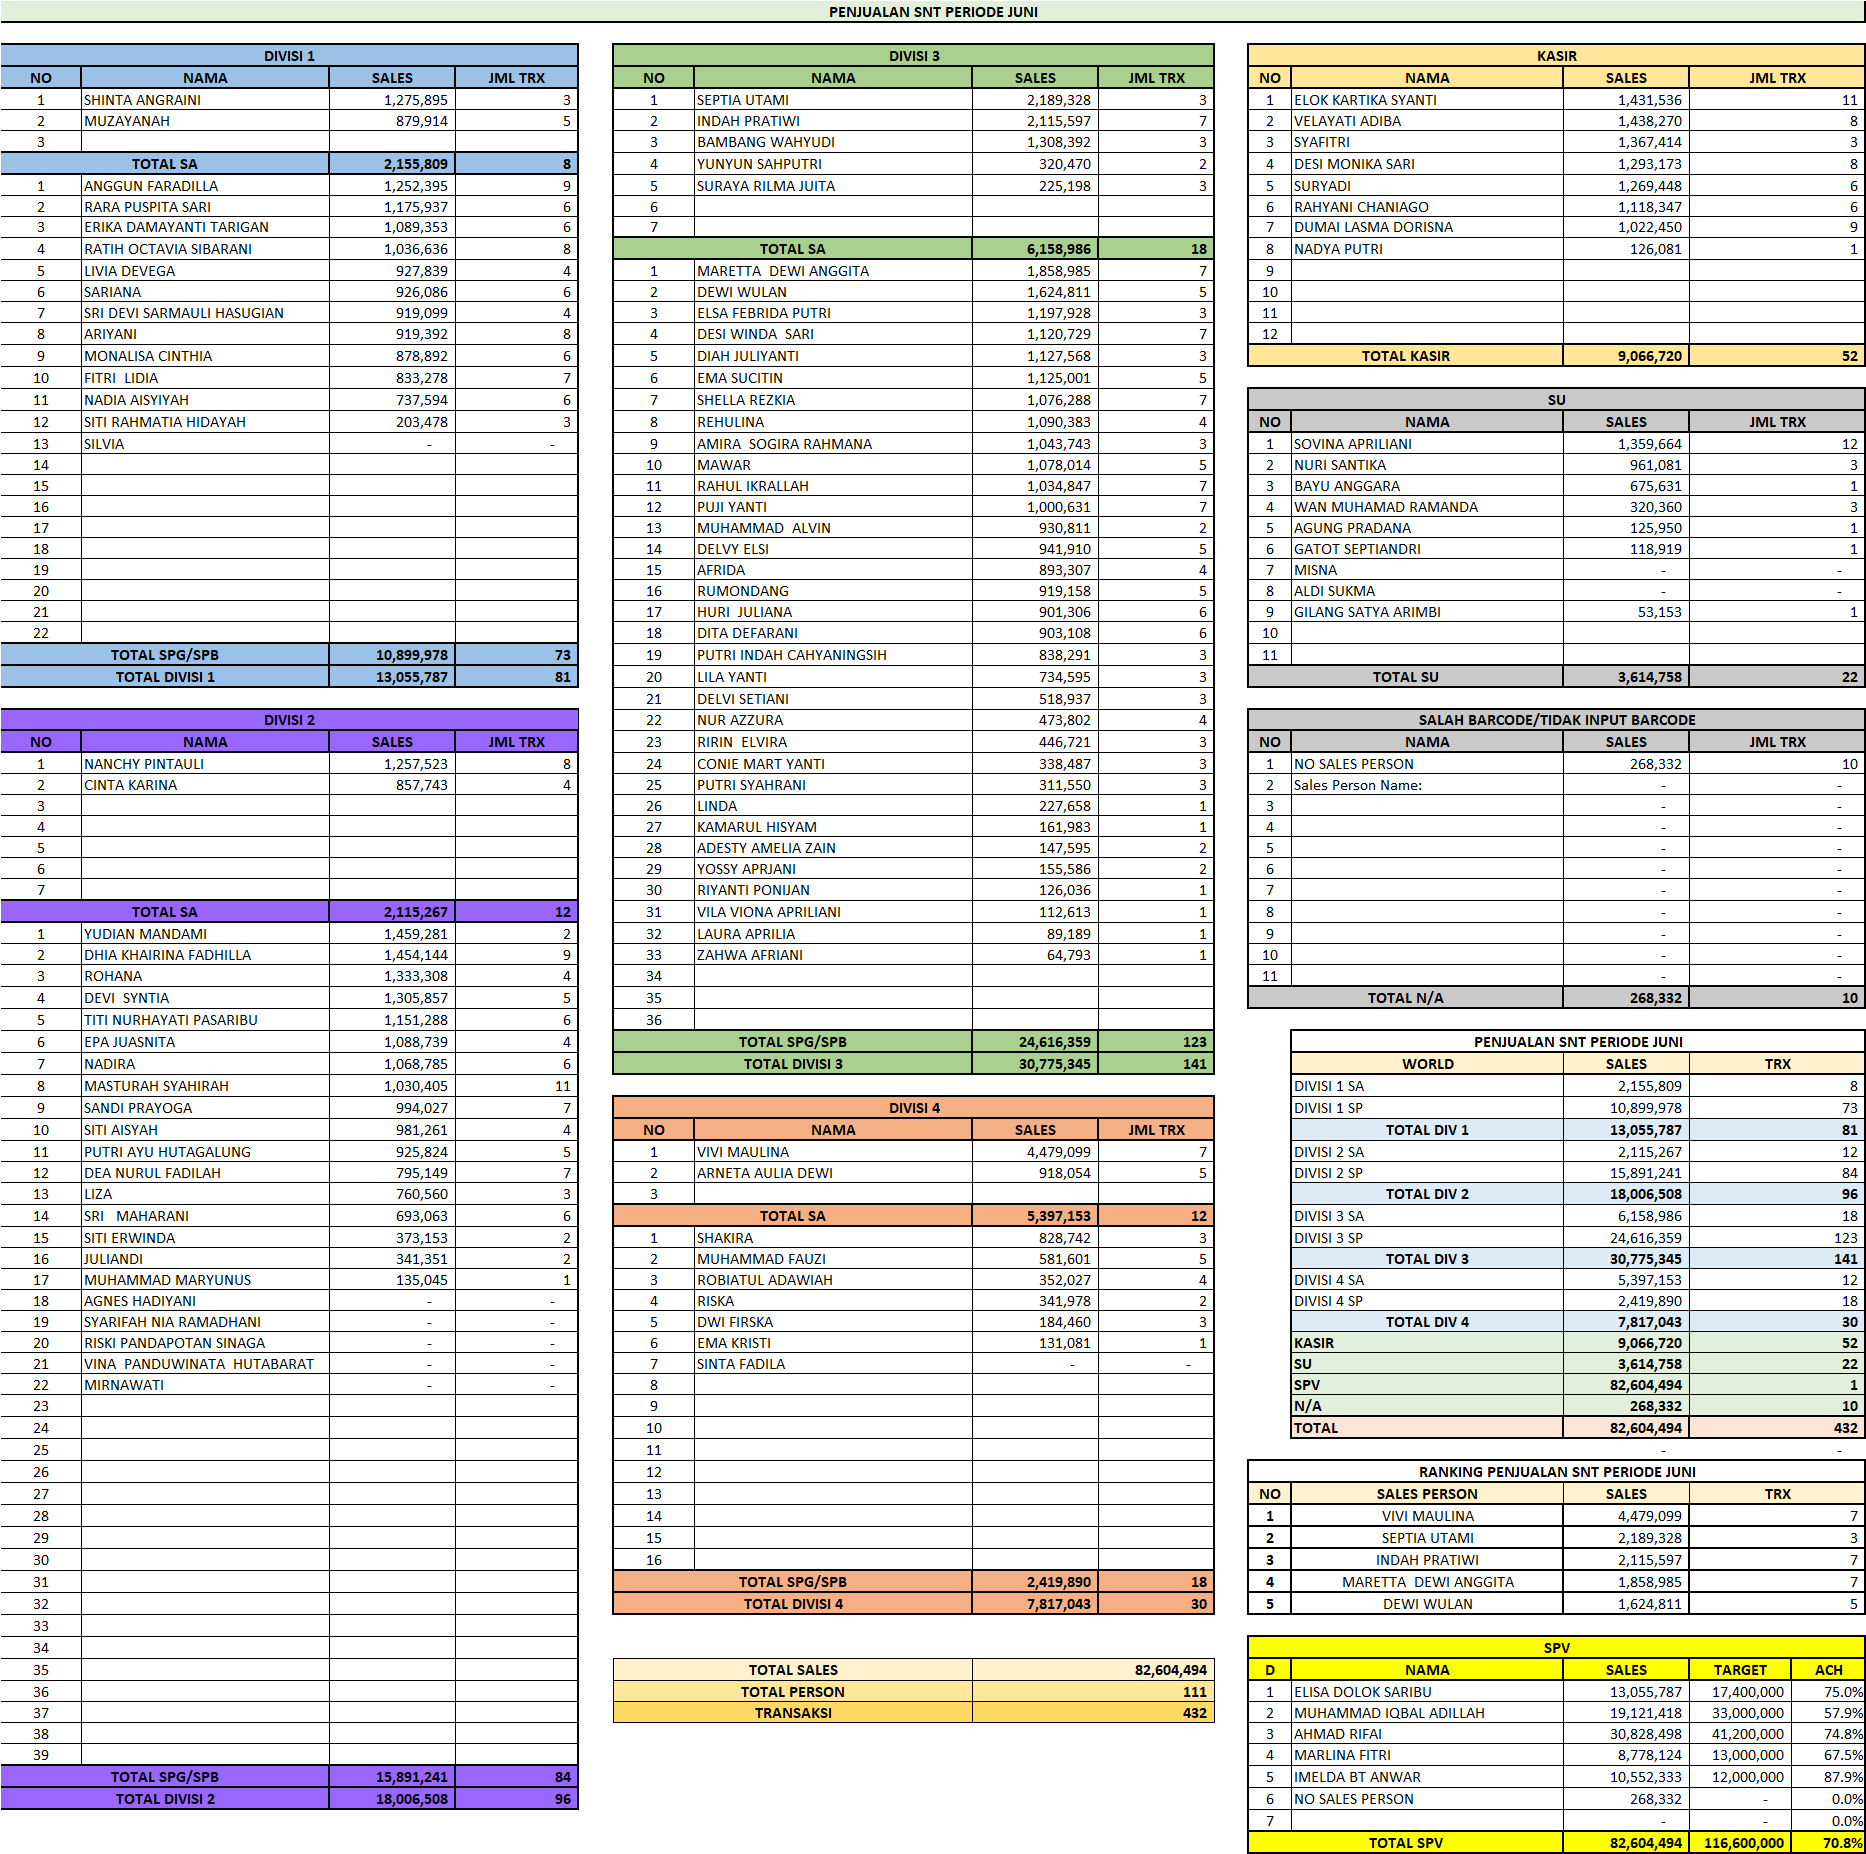 PENJUALAN SNT PERIODE JUNI
DIVISI 1
NO NAMA SALES JML TRX
1 SHINTA ANGRAINI 1,275,895 3
2 MUZAYANAH 879,914 5
3
TOTAL SA 2,155,809 8
1 ANGGUN FARADILLA 1,252,395 9
2 RARA PUSPITA SARI 1,175,937 6
3 ERIKA DAMAYANTI TARIGAN 1,089,353 6
4 RATIH OCTAVIA SIBARANI 1,036,636 8
5 LIVIA DEVEGA 927,839 4
6 SARIANA 926,086 6
7 SRI DEVI SARMAULI HASUGIAN 919,099 4
8 ARIYANI 919,392 8
9 MONALISA CINTHIA 878,892 6
10 FITRI LIDIA 833,278 7
11 NADIA AISYIYAH 737,594 6
12 SITI RAHMATIA HIDAYAH 203,478 3
13 SILVIA - -
14
15
16
17
18
19
20
21
22
TOTAL SPG/SPB 10,899,978 73
TOTAL DIVISI 1 13,055,787 81
DIVISI 2
NO NAMA SALES JML TRX
1 NANCHY PINTAULI 1,257,523 8
2 CINTA KARINA 857,743 4
3
4
5
6
7
TOTAL SA 2,115,267 12
1 YUDIAN MANDAMI 1,459,281 2
2 DHIA KHAIRINA FADHILLA 1,454,144 9
3 ROHANA 1,333,308 4
4 DEVI SYNTIA 1,305,857 5
5 TITI NURHAYATI PASARIBU 1,151,288 6
6 EPA JUASNITA 1,088,739 4
7 NADIRA 1,068,785 6
8 MASTURAH SYAHIRAH 1,030,405 11
9 SANDI PRAYOGA 994,027 7
10 SITI AISYAH 981,261 4
11 PUTRI AYU HUTAGALUNG 925,824 5
12 DEA NURUL FADILAH 795,149 7
13 LIZA 760,560 3
14 SRI MAHARANI 693,063 6
15 SITI ERWINDA 373,153 2
16 JULIANDI 341,351 2
17 MUHAMMAD MARYUNUS 135,045 1
18 AGNES HADIYANI - -
19 SYARIFAH NIA RAMADHANI - -
20 RISKI PANDAPOTAN SINAGA - -
21 VINA PANDUWINATA HUTABARAT - -
22 MIRNAWATI - -
23
24
25
26
27
28
29
30
31
32
33
34
35
36
37
38
39
TOTAL SPG/SPB 15,891,241 84
TOTAL DIVISI 2 18,006,508 96
DIVISI 3
NO NAMA SALES JML TRX
1 SEPTIA UTAMI 2,189,328 3
2 INDAH PRATIWI 2,115,597 7
3 BAMBANG WAHYUDI 1,308,392 3
4 YUNYUN SAHPUTRI 320,470 2
5 SURAYA RILMA JUITA 225,198 3
6
7
TOTAL SA 6,158,986 18
1 MARETTA DEWI ANGGITA 1,858,985 7
2 DEWI WULAN 1,624,811 5
3 ELSA FEBRIDA PUTRI 1,197,928 3
4 DESI WINDA SARI 1,120,729 7
5 DIAH JULIYANTI 1,127,568 3
6 EMA SUCITIN 1,125,001 5
7 SHELLA REZKIA 1,076,288 7
8 REHULINA 1,090,383 4
9 AMIRA SOGIRA RAHMANA 1,043,743 3
10 MAWAR 1,078,014 5
11 RAHUL IKRALLAH 1,034,847 7
12 PUJI YANTI 1,000,631 7
13 MUHAMMAD ALVIN 930,811 2
14 DELVY ELSI 941,910 5
15 AFRIDA 893,307 4
16 RUMONDANG 919,158 5
17 HURI JULIANA 901,306 6
18 DITA DEFARANI 903,108 6
19 PUTRI INDAH CAHYANINGSIH 838,291 3
20 LILA YANTI 734,595 3
21 DELVI SETIANI 518,937 3
22 NUR AZZURA 473,802 4
23 RIRIN ELVIRA 446,721 3
24 CONIE MART YANTI 338,487 3
25 PUTRI SYAHRANI 311,550 3
26 LINDA 227,658 1
27 KAMARUL HISYAM 161,983 1
28 ADESTY AMELIA ZAIN 147,595 2
29 YOSSY APRJANI 155,586 2
30 RIYANTI PONIJAN 126,036 1
31 VILA VIONA APRILIANI 112,613 1
32 LAURA APRILIA 89,189 1
33 ZAHWA AFRIANI 64,793 1
34
35
36
TOTAL SPG/SPB 24,616,359 123
TOTAL DIVISI 3 30,775,345 141
DIVISI 4
NO NAMA SALES JML TRX
1 VIVI MAULINA 4,479,099 7
2 ARNETA AULIA DEWI 918,054 5
3
TOTAL SA 5,397,153 12
1 SHAKIRA 828,742 3
2 MUHAMMAD FAUZI 581,601 5
3 ROBIATUL ADAWIAH 352,027 4
4 RISKA 341,978 2
5 DWI FIRSKA 184,460 3
6 EMA KRISTI 131,081 1
7 SINTA FADILA - -
8
9
10
11
12
13
14
15
16
TOTAL SPG/SPB 2,419,890 18
TOTAL DIVISI 4 7,817,043 30
TOTAL SALES 82,604,494
TOTAL PERSON 111
TRANSAKSI 432
KASIR
NO NAMA SALES JML TRX
1 ELOK KARTIKA SYANTI 1,431,536 11
2 VELAYATI ADIBA 1,438,270 8
3 SYAFITRI 1,367,414 3
4 DESI MONIKA SARI 1,293,173 8
5 SURYADI 1,269,448 6
6 RAHYANI CHANIAGO 1,118,347 6
7 DUMAI LASMA DORISNA 1,022,450 9
8 NADYA PUTRI 126,081 1
9
10
11
12
TOTAL KASIR 9,066,720 52
SU
NO NAMA SALES JML TRX
1 SOVINA APRILIANI 1,359,664 12
2 NURI SANTIKA 961,081 3
3 BAYU ANGGARA 675,631 1
4 WAN MUHAMAD RAMANDA 320,360 3
5 AGUNG PRADANA 125,950 1
6 GATOT SEPTIANDRI 118,919 1
7 MISNA - -
8 ALDI SUKMA - -
9 GILANG SATYA ARIMBI 53,153 1
10
11
TOTAL SU 3,614,758 22
SALAH BARCODE/TIDAK INPUT BARCODE
NO NAMA SALES JML TRX
1 NO SALES PERSON 268,332 10
2 Sales Person Name: - -
3 - -
4 - -
5 - -
6 - -
7 - -
8 - -
9 - -
10 - -
11 - -
TOTAL N/A 268,332 10
PENJUALAN SNT PERIODE JUNI
WORLD SALES TRX
DIVISI 1 SA 2,155,809 8
DIVISI 1 SP 10,899,978 73
TOTAL DIV 1 13,055,787 81
DIVISI 2 SA 2,115,267 12
DIVISI 2 SP 15,891,241 84
TOTAL DIV 2 18,006,508 96
DIVISI 3 SA 6,158,986 18
DIVISI 3 SP 24,616,359 123
TOTAL DIV 3 30,775,345 141
DIVISI 4 SA 5,397,153 12
DIVISI 4 SP 2,419,890 18
TOTAL DIV 4 7,817,043 30
KASIR 9,066,720 52
SU 3,614,758 22
SPV 82,604,494 1
N/A 268,332 10
TOTAL 82,604,494 432
- -
RANKING PENJUALAN SNT PERIODE JUNI
NO SALES PERSON SALES TRX
1 VIVI MAULINA 4,479,099 7
2 SEPTIA UTAMI 2,189,328 3
3 INDAH PRATIWI 2,115,597 7
4 MARETTA DEWI ANGGITA 1,858,985 7
5 DEWI WULAN 1,624,811 5
SPV
D NAMA SALES TARGET ACH
1 ELISA DOLOK SARIBU 13,055,787 17,400,000 75.0%
2 MUHAMMAD IQBAL ADILLAH 19,121,418 33,000,000 57.9%
3 AHMAD RIFAI 30,828,498 41,200,000 74.8%
4 MARLINA FITRI 8,778,124 13,000,000 67.5%
5 IMELDA BT ANWAR 10,552,333 12,000,000 87.9%
6 NO SALES PERSON 268,332 - 0.0%
7 - - 0.0%
TOTAL SPV 82,604,494 116,600,000 70.8%